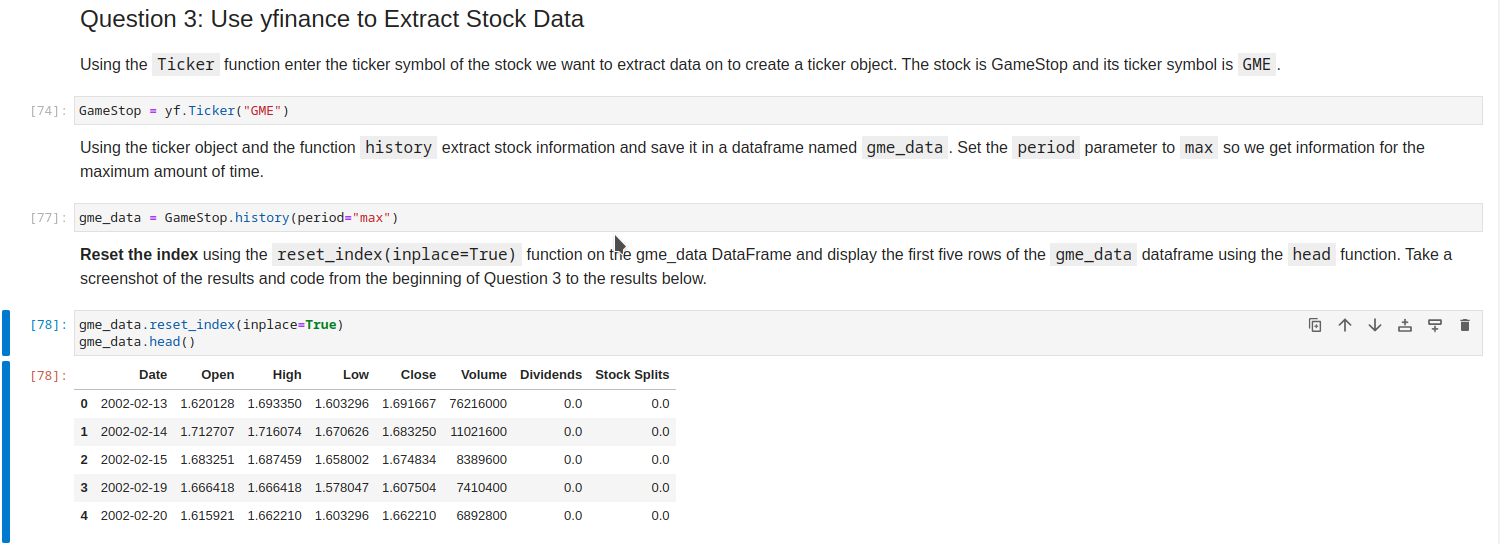 Question 3: Use yfinance to Extract Stock Data
Using the Ticker function enter the ticker symbol of the stock we want to extract data on to create a ticker object. The stock is GameStop and its ticker symbol is GME.
[74]: GameStop = yf.Ticker("GME")
Using the ticker object and the function history extract stock information and save it in a dataframe named gme_data. Set the period parameter to max so we get information for the
maximum amount of time.
[77]: gme_data = GameStop.history(period="max")
Reset the index using the reset_index(inplace=True) function on the gme_data DataFrame and display the first five rows of the gme_data dataframe using the head function. Take a
screenshot of the results and code from the beginning of Question 3 to the results below.
[78]: gme_data.reset_index(inplace=True)
gme_data.head()
[78]: Date Open High Low Close Volume Dividends Stock Splits
0 2002-02-13 1.620128 1.693350 1.603296 1.691667 76216000 0.0 0.0
1 2002-02-14 1.712707 1.716074 1.670626 1.683250 11021600 0.0 0.0
2 2002-02-15 1.683251 1.687459 1.658002 1.674834 8389600 0.0 0.0
3 2002-02-19 1.666418 1.666418 1.578047 1.607504 7410400 0.0 0.0
4 2002-02-20 1.615921 1.662210 1.603296 1.662210 6892800 0.0 0.0